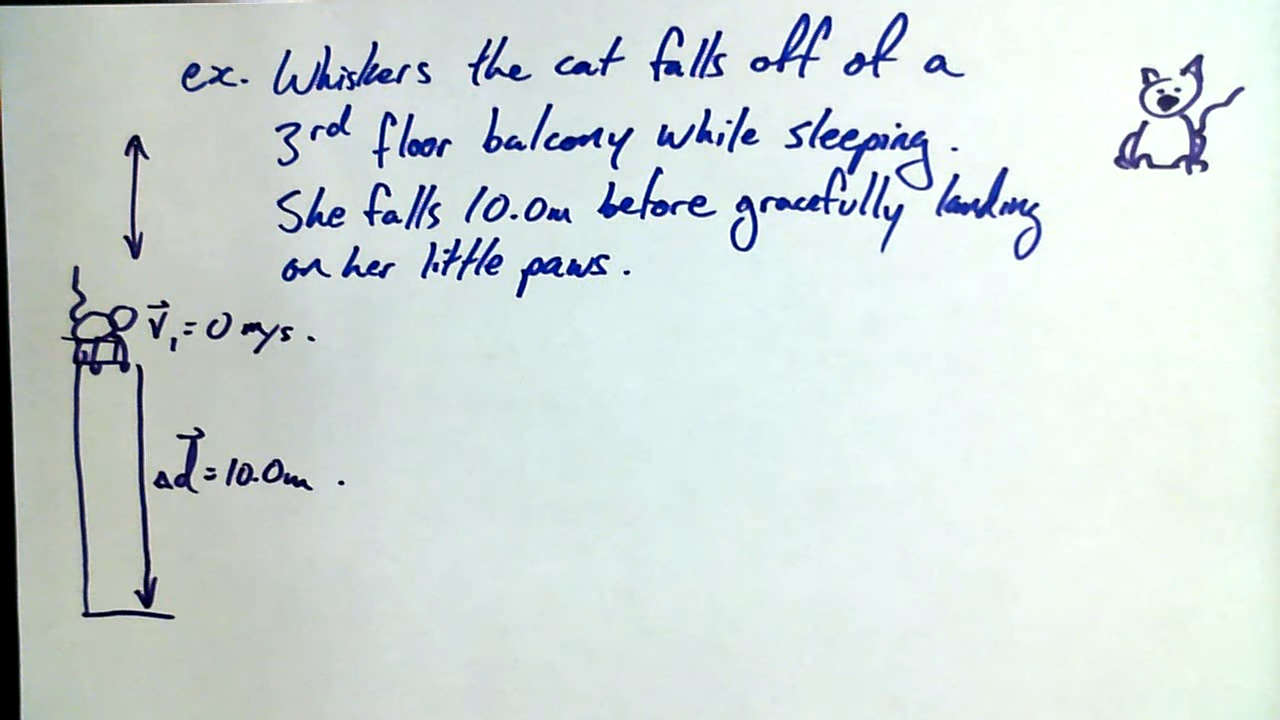 ex. Whiskers the cat falls off of a
3rd floor balcony while sleeping.
She falls 10.0m before gracefully landing
on her little paws.
v⃗₁=0 m/s.
Δd⃗=10.0m.